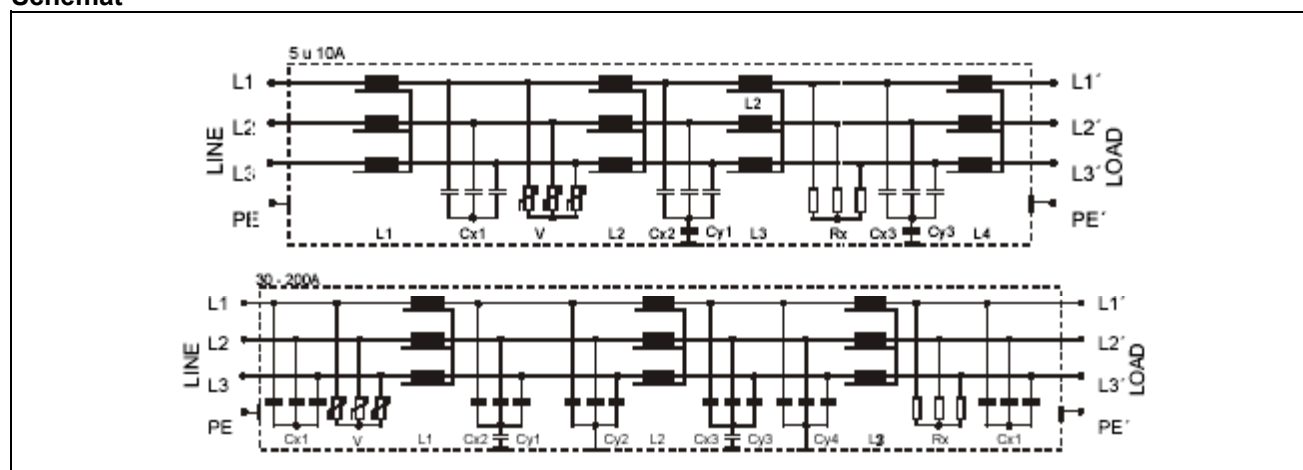 Schemat
5 u 10A
L1
L2
L3
PE
LINE
L2
L1
Cx1
V
L2
Cx2
Cy1
L3
Rx
Cx3
Cy3
L4
L1´
L2´
L3´
PE´
LOAD
30 - 200A
L1
L2
L3
PE
LINE
Cx1
V
L1
Cx2
Cy1
Cy2
L2
Cx3
Cy3
Cy4
Rx
Cx1
L1´
L2´
L3´
PE´
LOAD